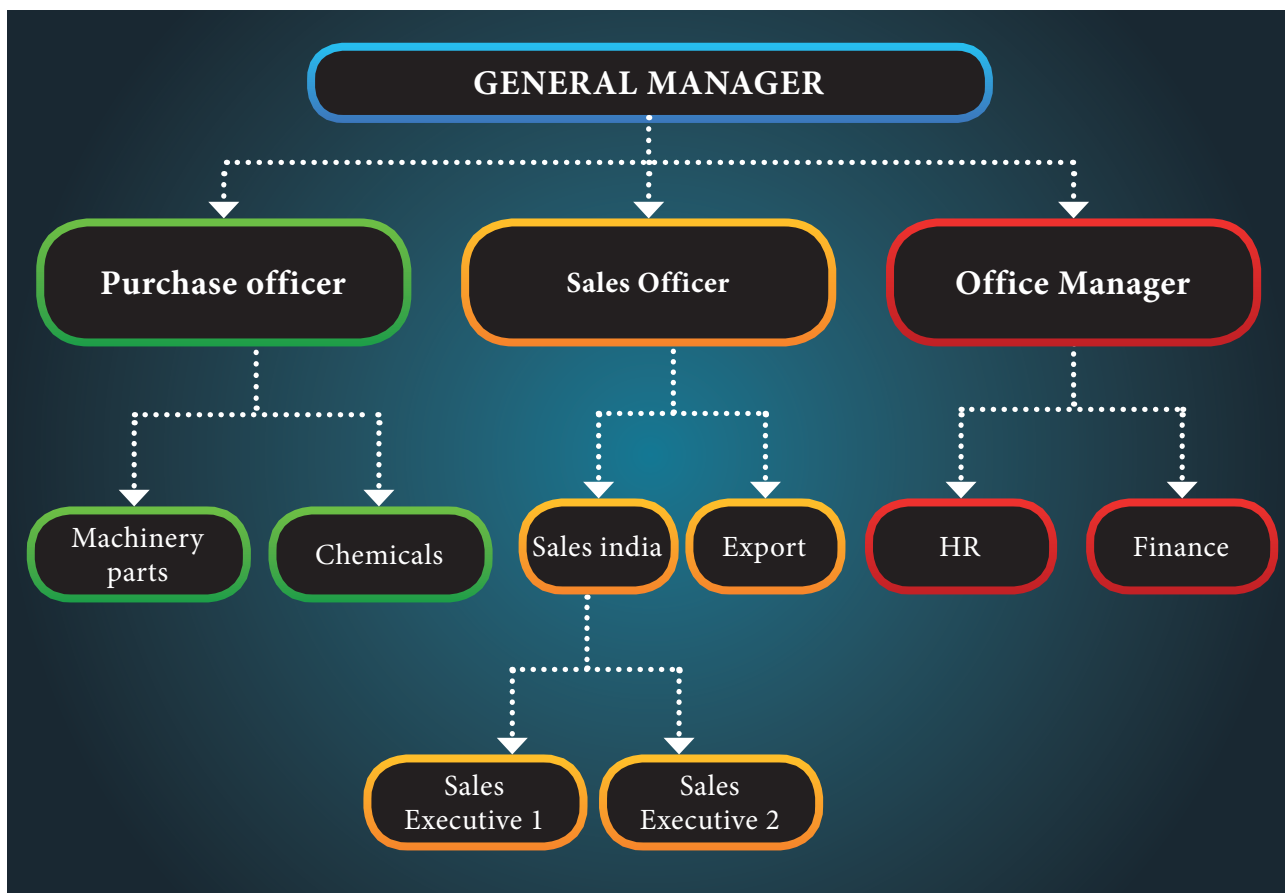 GENERAL MANAGER
Purchase officer
Sales Officer
Office Manager
Machinery
parts
Chemicals
Sales india
Export
HR
Finance
Sales
Executive 1
Sales
Executive 2